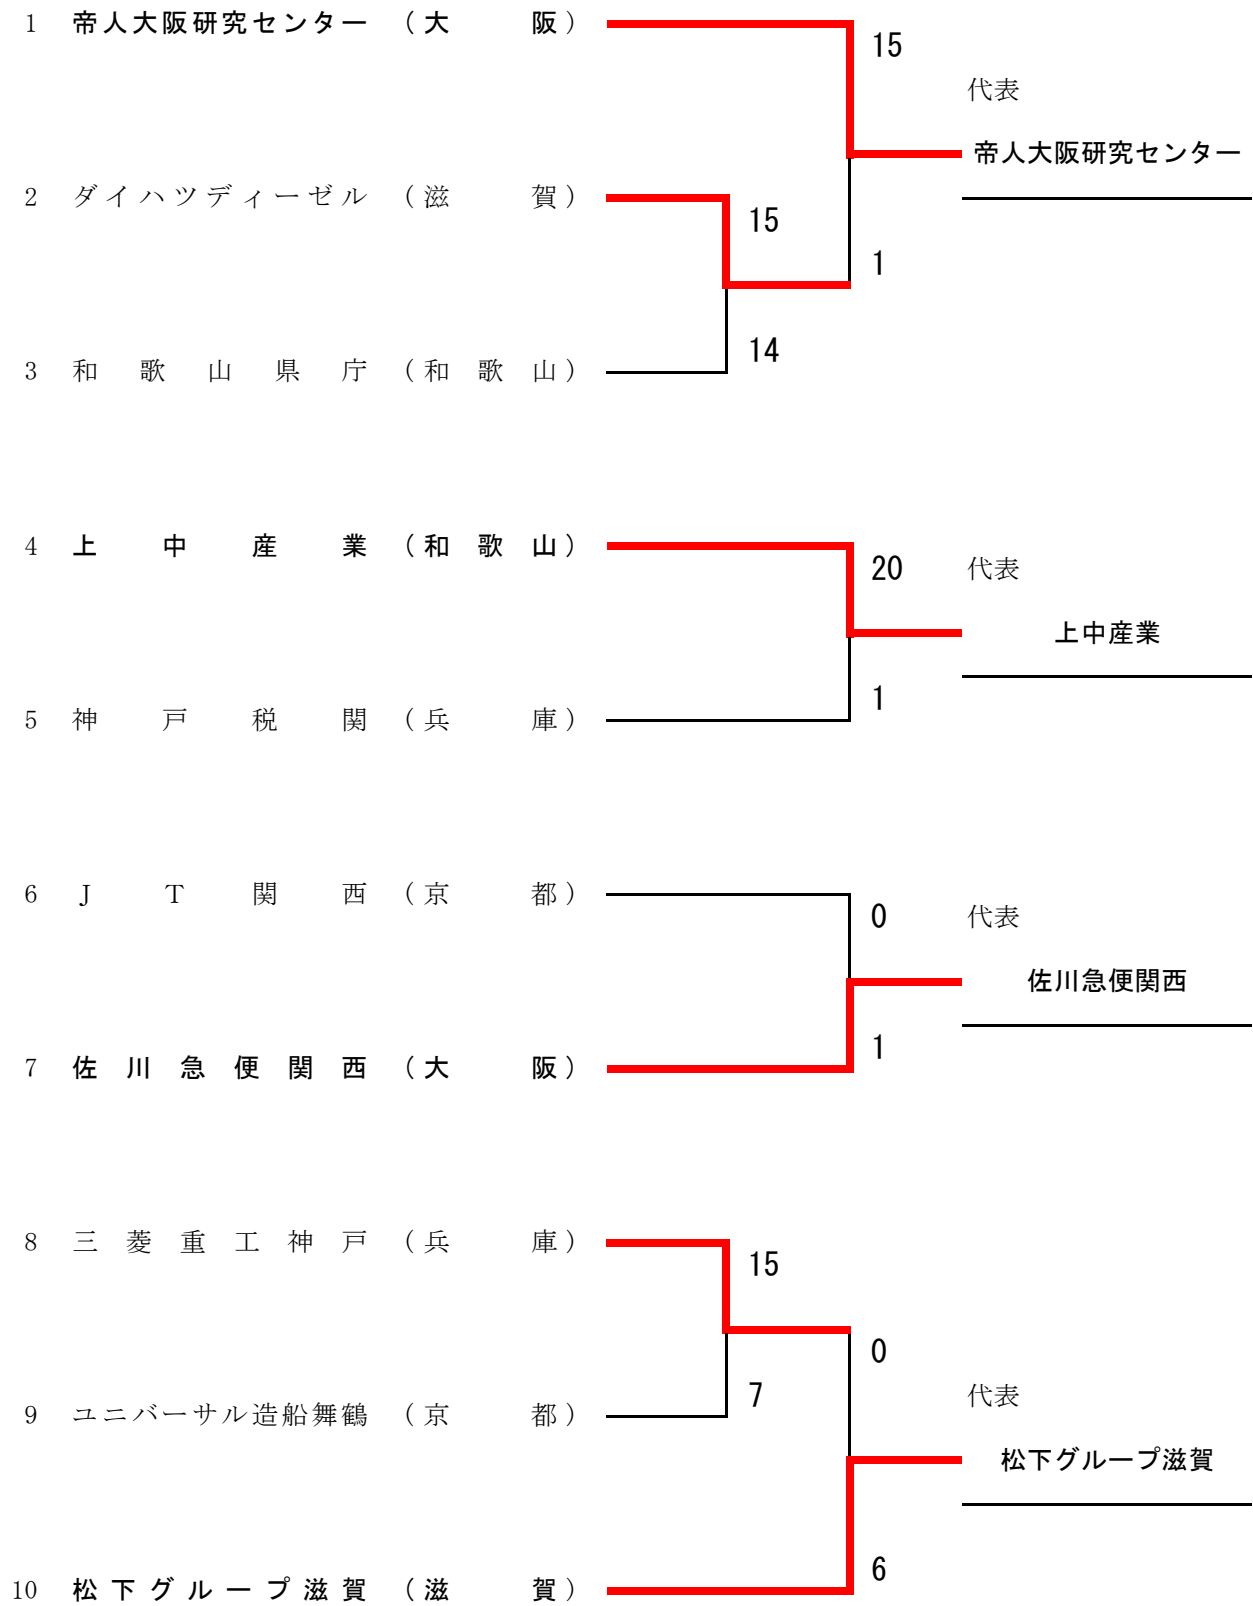 1 帝人大阪研究センター （大 阪）
15
代表
帝人大阪研究センター
2 ダイハツディーゼル （滋 賀）
15
1
14
3 和歌山県庁 （和歌山）
4 上中産業 （和歌山）
20 代表
上中産業
1
5 神戸税関 （兵 庫）
6 JT関西 （京 都）
0 代表
佐川急便関西
1
7 佐川急便関西 （大 阪）
8 三菱重工神戸 （兵 庫）
15
0
7 代表
9 ユニバーサル造船舞鶴 （京 都）
松下グループ滋賀
6
10 松下グループ滋賀 （滋 賀）